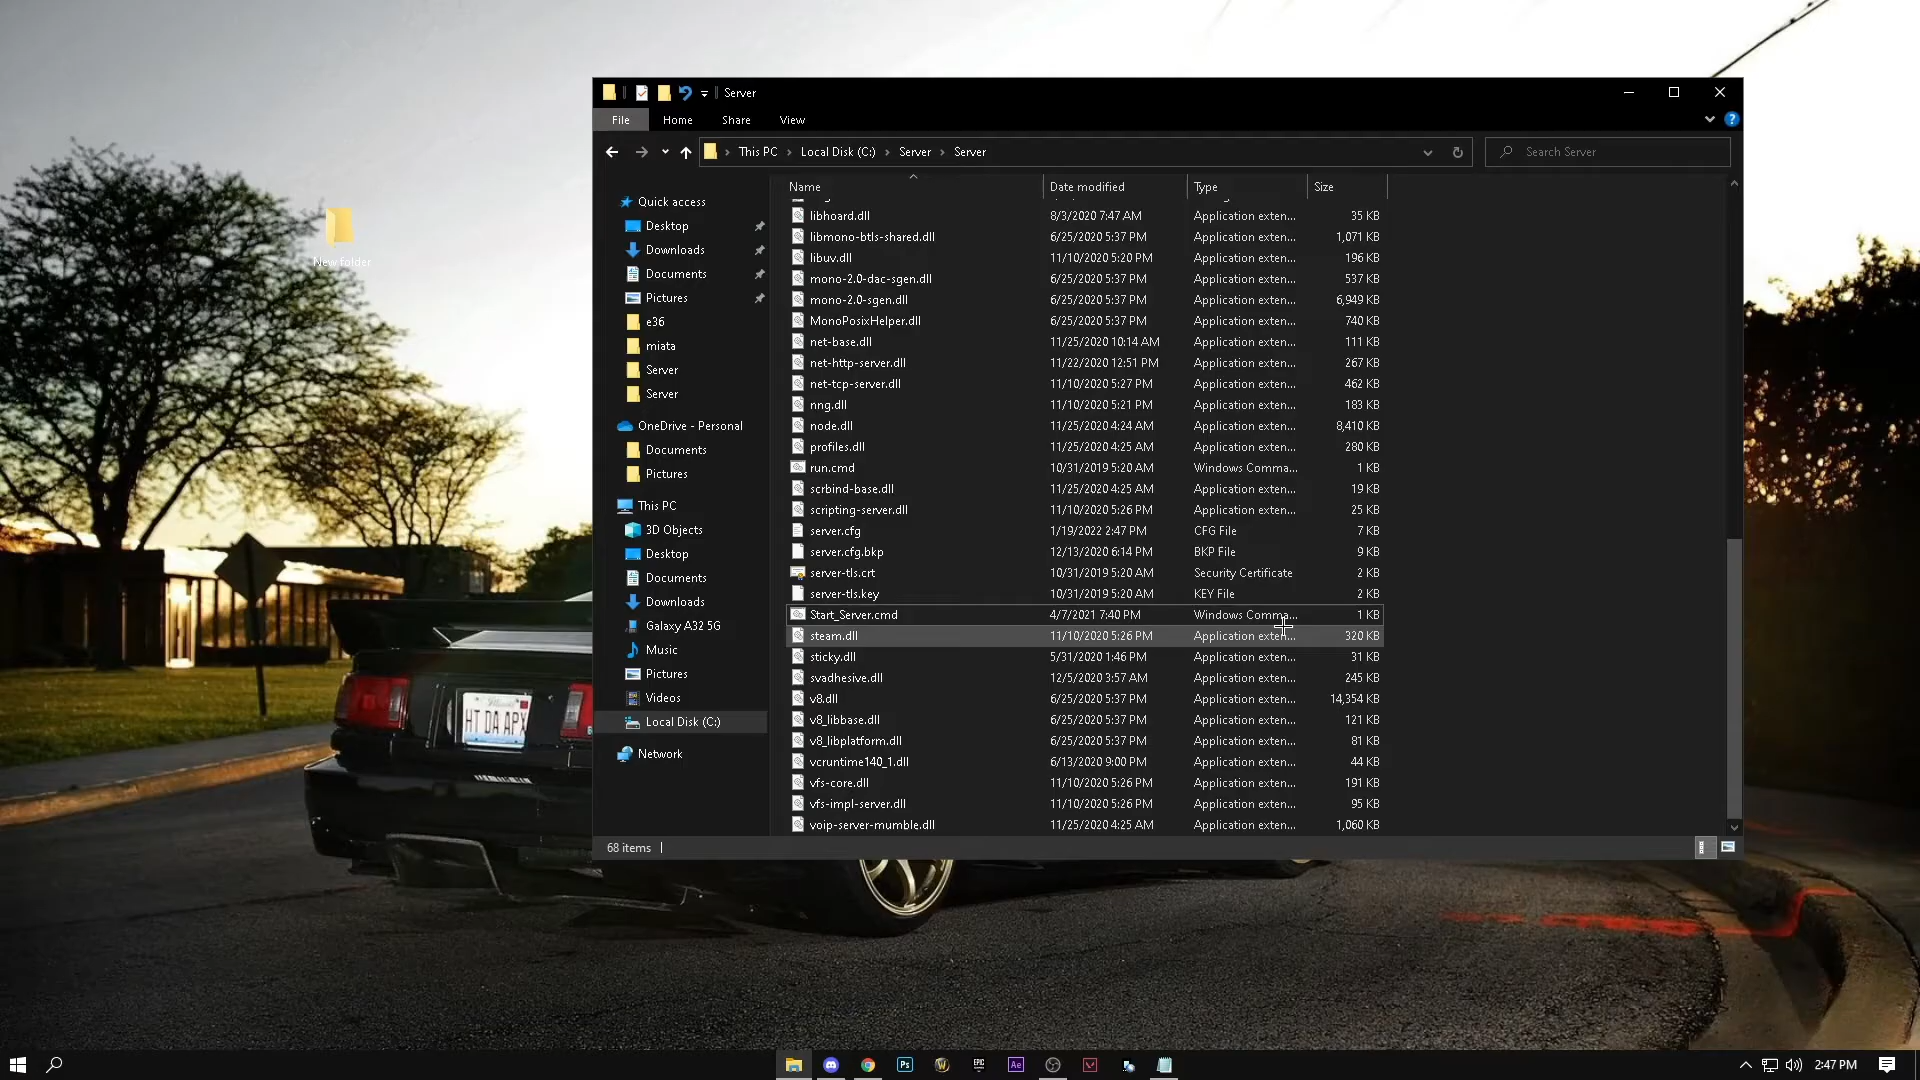 Server
File Home Share View
This PC Local Disk (C:) Server Server
Search Server
Name Date modified Type Size
Quick access
Desktop
Downloads
Documents
Pictures
e36
miata
Server
Server
OneDrive - Personal
Documents
Pictures
This PC
3D Objects
Desktop
Documents
Downloads
Galaxy A32 5G
Music
Pictures
Videos
Local Disk (C:)
Network
libhoard.dll 8/3/2020 7:47 AM Application exten... 35 KB
libmono-btls-shared.dll 6/25/2020 5:37 PM Application exten... 1,071 KB
libuv.dll 11/10/2020 5:20 PM Application exten... 196 KB
mono-2.0-dac-sgen.dll 6/25/2020 5:37 PM Application exten... 537 KB
mono-2.0-sgen.dll 6/25/2020 5:37 PM Application exten... 6,949 KB
MonoPosixHelper.dll 6/25/2020 5:37 PM Application exten... 740 KB
net-base.dll 11/25/2020 10:14 AM Application exten... 111 KB
net-http-server.dll 11/22/2020 12:51 PM Application exten... 267 KB
net-tcp-server.dll 11/10/2020 5:27 PM Application exten... 462 KB
nng.dll 11/10/2020 5:21 PM Application exten... 183 KB
node.dll 11/25/2020 4:24 AM Application exten... 8,410 KB
profiles.dll 11/25/2020 4:25 AM Application exten... 280 KB
run.cmd 10/31/2019 5:20 AM Windows Comma... 1 KB
scrbind-base.dll 11/25/2020 4:25 AM Application exten... 19 KB
scripting-server.dll 11/10/2020 5:26 PM Application exten... 25 KB
server.cfg 1/19/2022 2:47 PM CFG File 7 KB
server.cfg.bkp 12/13/2020 6:14 PM BKP File 9 KB
server-tls.crt 10/31/2019 5:20 AM Security Certificate 2 KB
server-tls.key 10/31/2019 5:20 AM KEY File 2 KB
Start_Server.cmd 4/7/2021 7:40 PM Windows Comma... 1 KB
steam.dll 11/10/2020 5:26 PM Application exten... 320 KB
sticky.dll 5/31/2020 1:46 PM Application exten... 31 KB
svadhesive.dll 12/5/2020 3:57 AM Application exten... 245 KB
v8.dll 6/25/2020 5:37 PM Application exten... 14,354 KB
v8_libbase.dll 6/25/2020 5:37 PM Application exten... 121 KB
v8_libplatform.dll 6/25/2020 5:37 PM Application exten... 81 KB
vcruntime140_1.dll 6/13/2020 9:00 PM Application exten... 44 KB
vfs-core.dll 11/10/2020 5:26 PM Application exten... 191 KB
vfs-impl-server.dll 11/10/2020 5:26 PM Application exten... 95 KB
voip-server-mumble.dll 11/25/2020 4:25 AM Application exten... 1,060 KB
68 items
New Folder
HT DA APX
Ps
EPIC
Ae
2:47 PM